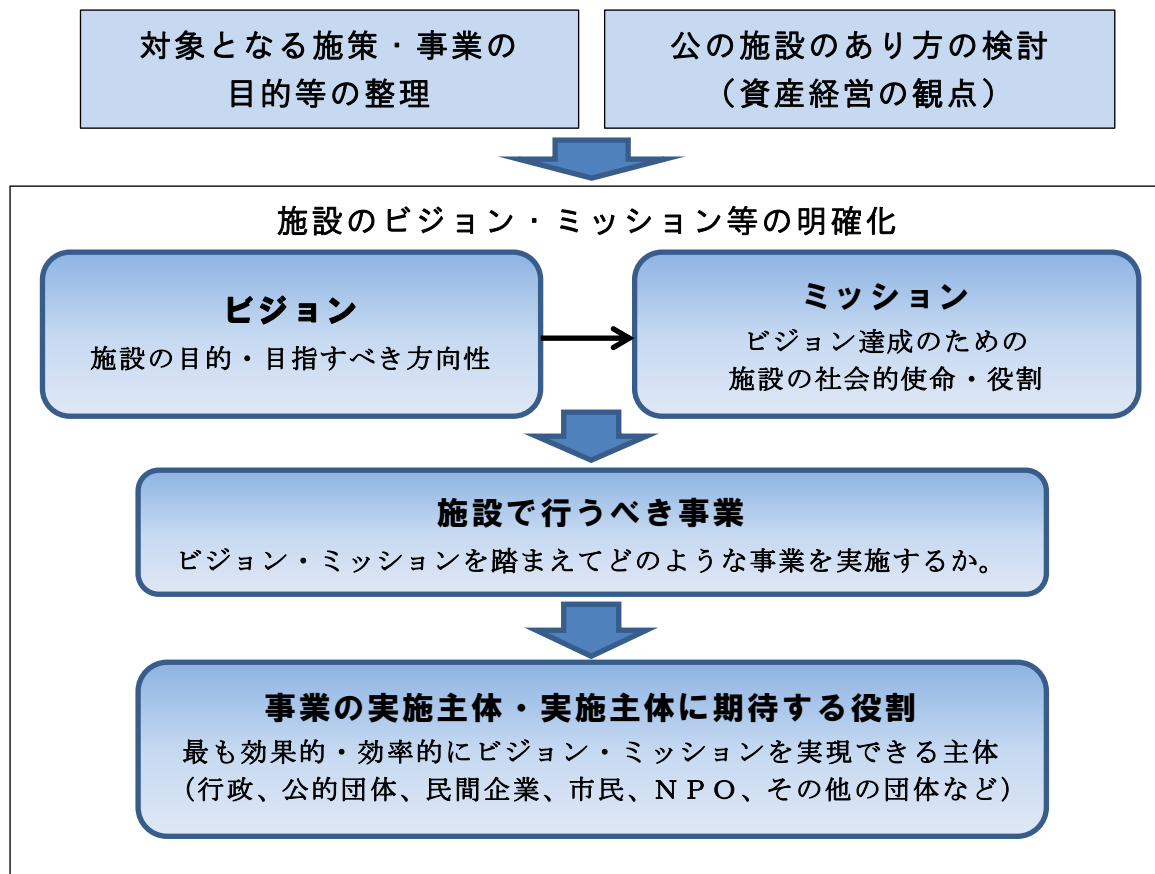 対象となる施策・事業の
目的等の整理
公の施設のあり方の検討
（資産経営の観点）
施設のビジョン・ミッション等の明確化
ビジョン
施設の目的・目指すべき方向性
ミッション
ビジョン達成のための
施設の社会的使命・役割
施設で行うべき事業
ビジョン・ミッションを踏まえてどのような事業を実施するか。
事業の実施主体・実施主体に期待する役割
最も効果的・効率的にビジョン・ミッションを実現できる主体
（行政、公的団体、民間企業、市民、ＮＰＯ、その他の団体など）